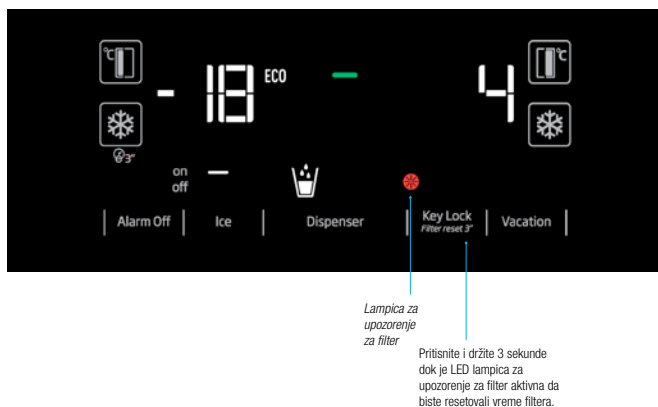 °C °C
- 18 ECO 4
3"
on
off
Alarm Off Ice Dispenser Key Lock Vacation
Filter reset 3"
Lampica za
upozorenje
za filter
Pritisnite i držite 3 sekunde
dok je LED lampica za
upozorenje za filter aktivna da
biste resetovali vreme filtera.